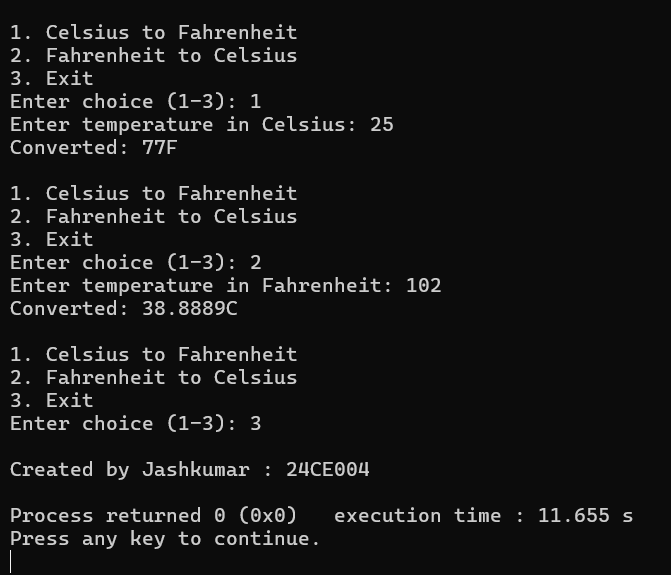 1. Celsius to Fahrenheit
2. Fahrenheit to Celsius
3. Exit
Enter choice (1-3): 1
Enter temperature in Celsius: 25
Converted: 77F
1. Celsius to Fahrenheit
2. Fahrenheit to Celsius
3. Exit
Enter choice (1-3): 2
Enter temperature in Fahrenheit: 102
Converted: 38.8889C
1. Celsius to Fahrenheit
2. Fahrenheit to Celsius
3. Exit
Enter choice (1-3): 3
Created by Jashkumar : 24CE004
Process returned 0 (0x0)   execution time : 11.655 s
Press any key to continue.